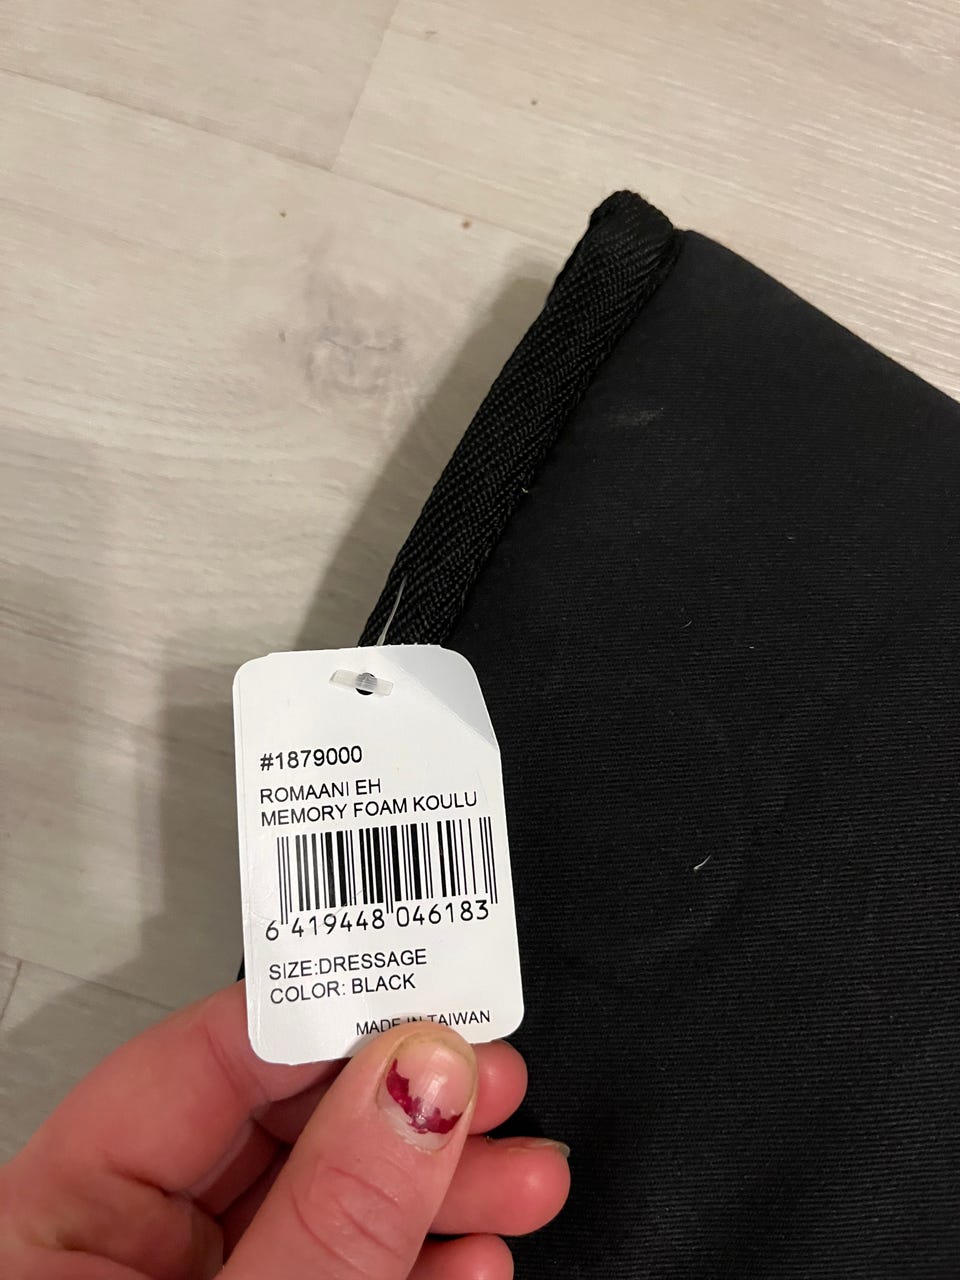 #1879000
ROMAANI EH
MEMORY FOAM KOULU
6 419448 046183
SIZE:DRESSAGE
COLOR: BLACK
MADE IN TAIWAN